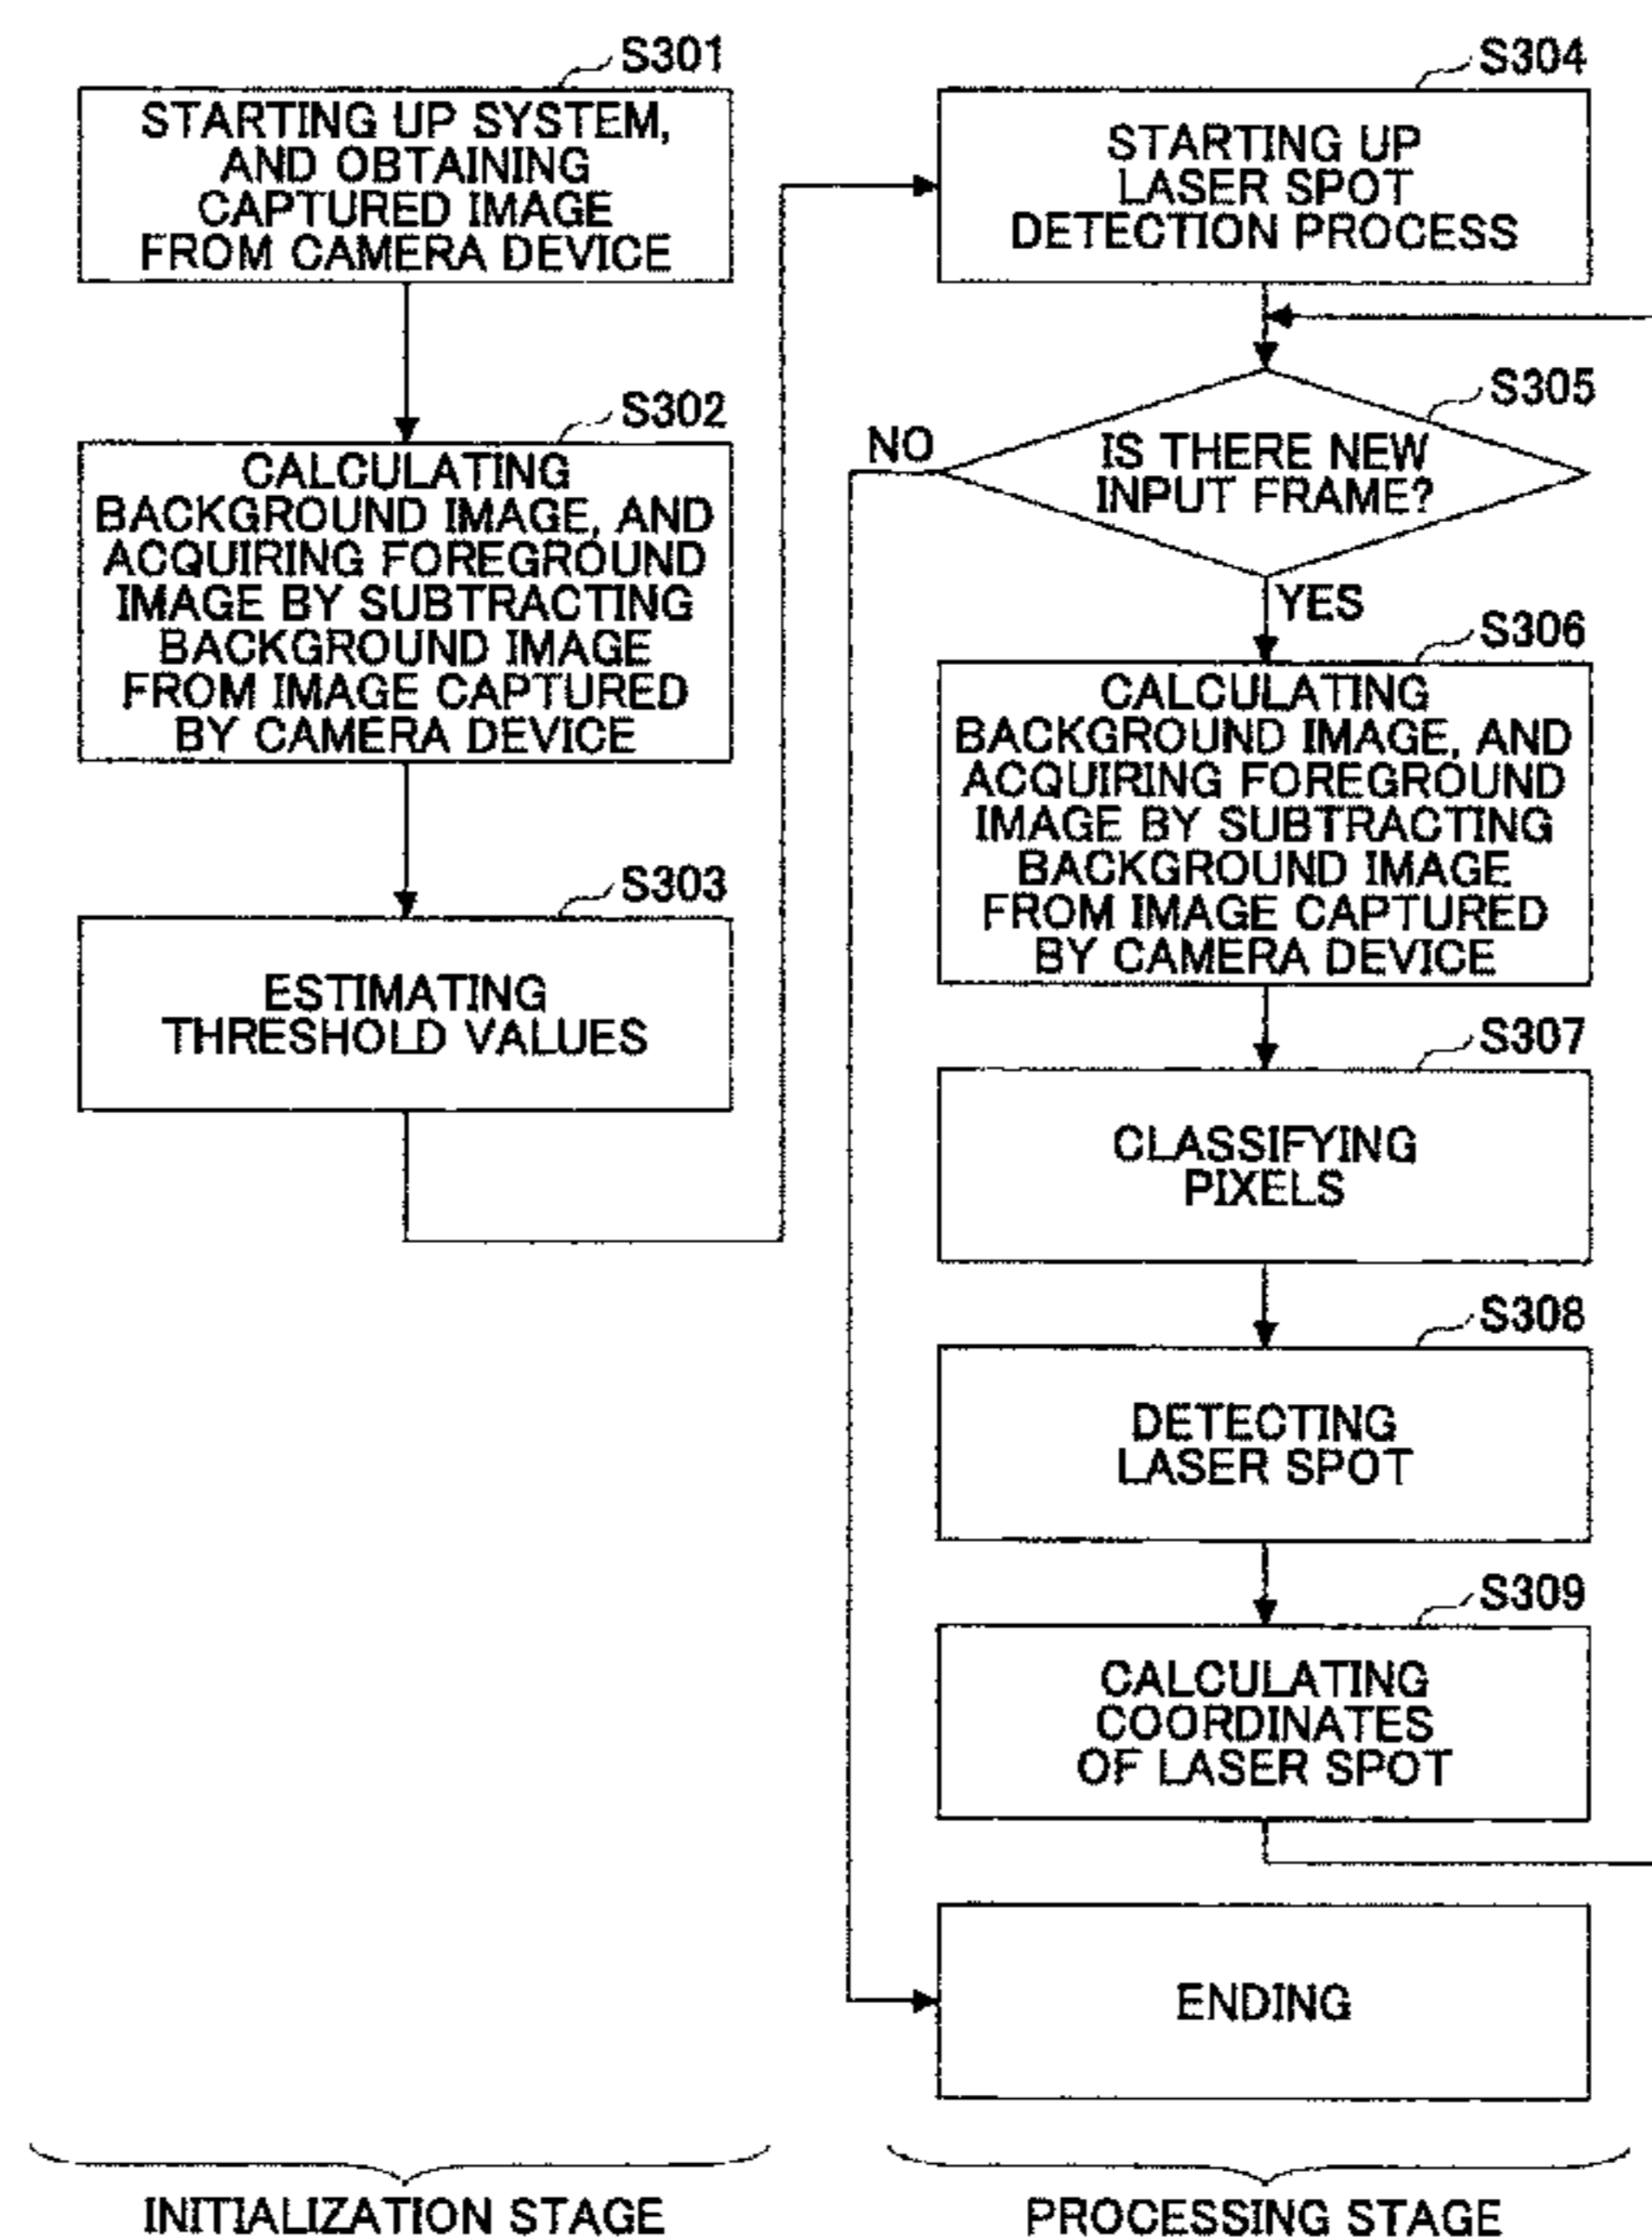 S301
STARTING UP SYSTEM,
AND OBTAINING
CAPTURED IMAGE
FROM CAMERA DEVICE
S302
CALCULATING
BACKGROUND IMAGE, AND
ACQUIRING FOREGROUND
IMAGE BY SUBTRACTING
BACKGROUND IMAGE
FROM IMAGE CAPTURED
BY CAMERA DEVICE
S303
ESTIMATING
THRESHOLD VALUES
INITIALIZATION STAGE
S304
STARTING UP
LASER SPOT
DETECTION PROCESS
S305
IS THERE NEW
INPUT FRAME?
NO
YES
S306
CALCULATING
BACKGROUND IMAGE, AND
ACQUIRING FOREGROUND
IMAGE BY SUBTRACTING
BACKGROUND IMAGE
FROM IMAGE CAPTURED
BY CAMERA DEVICE
S307
CLASSIFYING
PIXELS
S308
DETECTING
LASER SPOT
S309
CALCULATING
COORDINATES
OF LASER SPOT
ENDING
PROCESSING STAGE